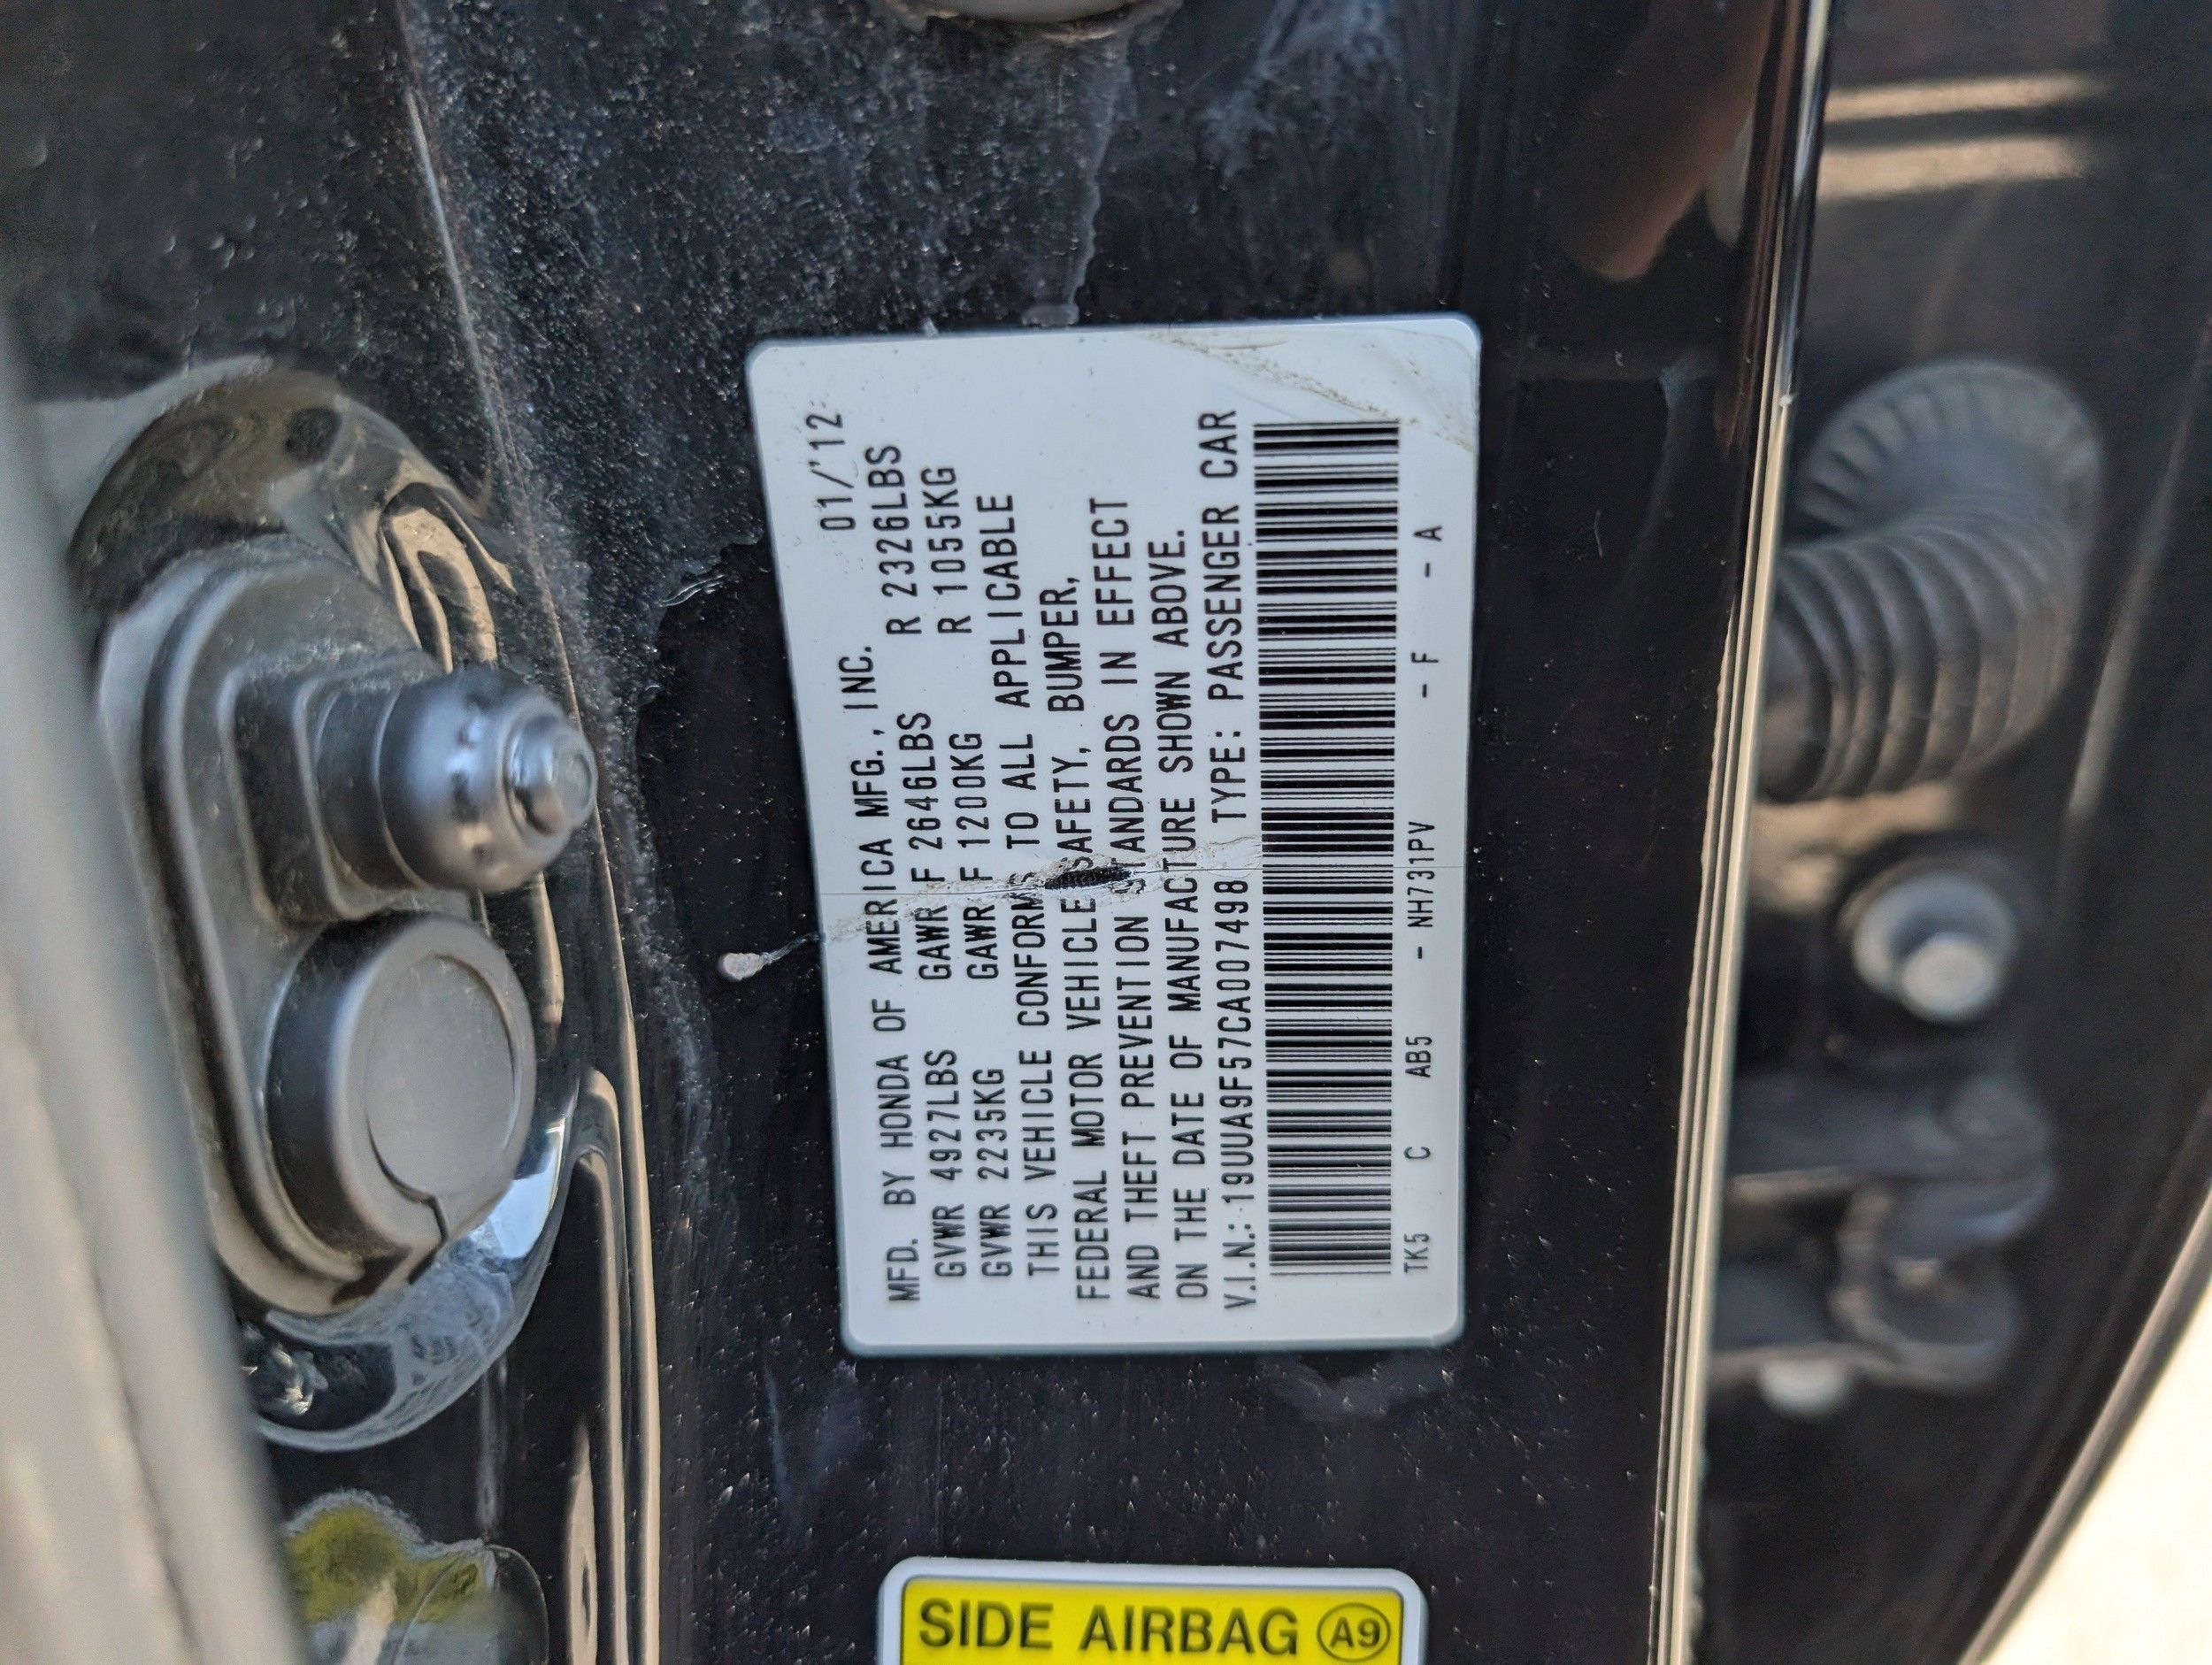 MFD. BY HONDA OF AMERICA MFG., INC. 01/'12
GVWR 4927LBS GAWR F 2646LBS R 2326LBS
GVWR 2235KG GAWR F 1200KG R 1055KG
THIS VEHICLE CONFORMS TO ALL APPLICABLE
FEDERAL MOTOR VEHICLE SAFETY, BUMPER,
AND THEFT PREVENTION STANDARDS IN EFFECT
ON THE DATE OF MANUFACTURE SHOWN ABOVE.
V.I.N.: 19UUA9F57CA007498 TYPE: PASSENGER CAR
TK5 C AB5 - NH731PV - F - A
SIDE AIRBAG A9